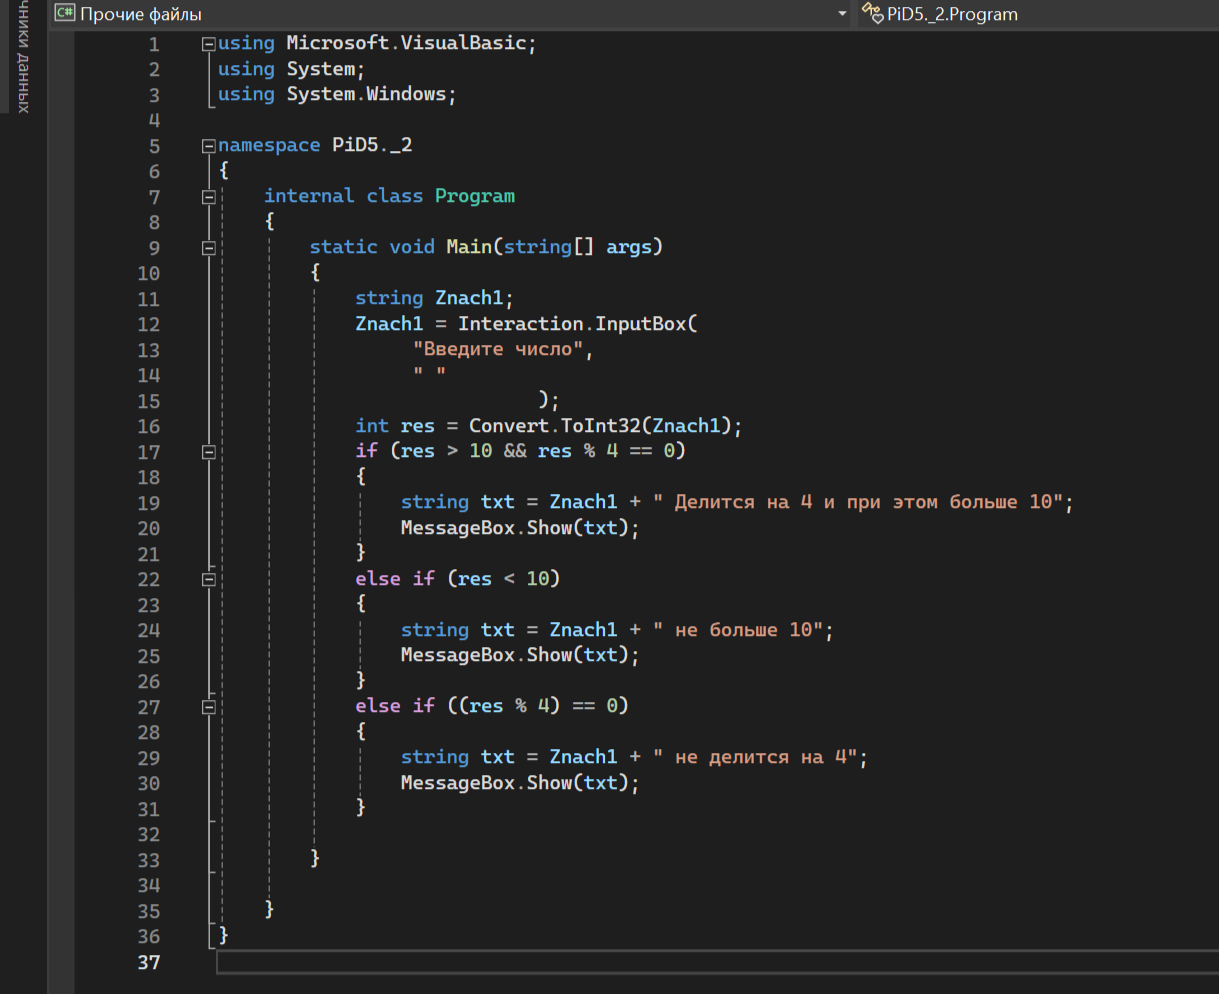 чники данных
C# Прочие файлы
PiD5._2.Program
1 using Microsoft.VisualBasic;
2 using System;
3 using System.Windows;
4
5 namespace PiD5._2
6 {
7 internal class Program
8 {
9 static void Main(string[] args)
10 {
11 string Znach1;
12 Znach1 = Interaction.InputBox(
13 "Введите число",
14 " "
15 );
16 int res = Convert.ToInt32(Znach1);
17 if (res > 10 && res % 4 == 0)
18 {
19 string txt = Znach1 + " Делится на 4 и при этом больше 10";
20 MessageBox.Show(txt);
21 }
22 else if (res < 10)
23 {
24 string txt = Znach1 + " не больше 10";
25 MessageBox.Show(txt);
26 }
27 else if ((res % 4) == 0)
28 {
29 string txt = Znach1 + " не делится на 4";
30 MessageBox.Show(txt);
31 }
32
33 }
34
35 }
36 }
37